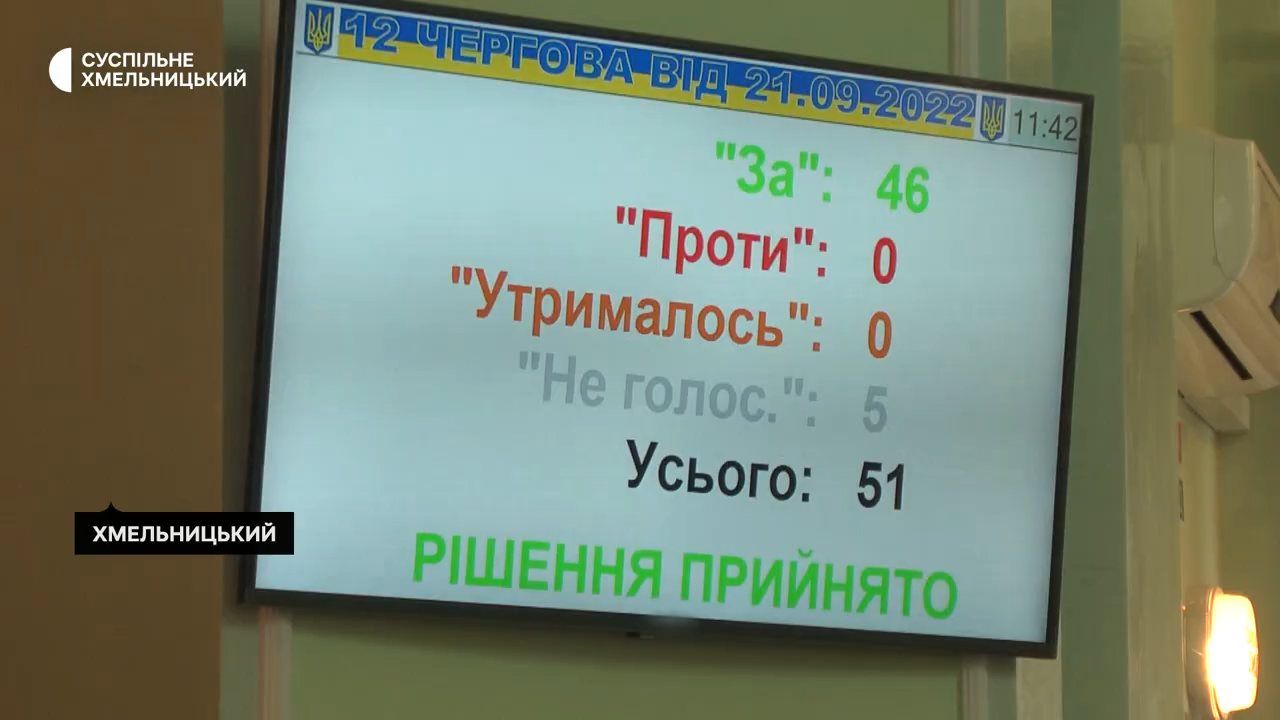 СУСПІЛЬНЕ
ХМЕЛЬНИЦЬКИЙ
12 ЧЕРГОВА ВІД 21.09.2022
11:42
"За": 46
"Проти": 0
"Утрималось": 0
"Не голос.": 5
Усього: 51
РІШЕННЯ ПРИЙНЯТО
ХМЕЛЬНИЦЬКИЙ